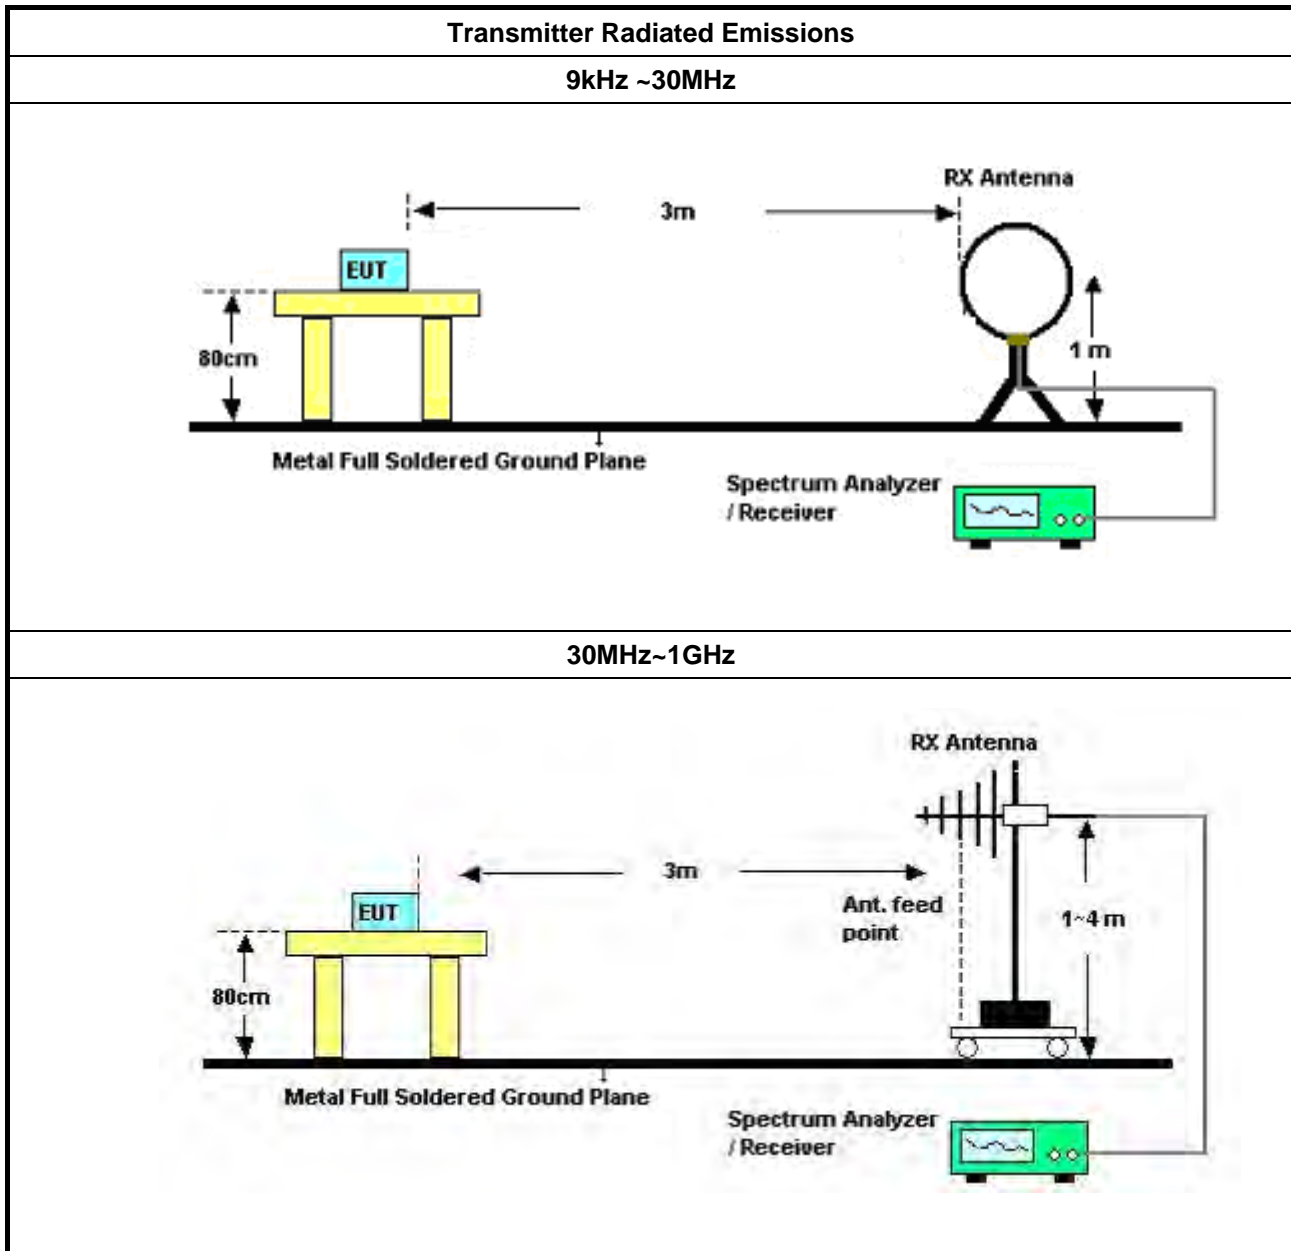 Transmitter Radiated Emissions
9kHz ~30MHz
RX Antenna
3m
EUT
80cm
1 m
Metal Full Soldered Ground Plane
Spectrum Analyzer
/ Receiver
30MHz~1GHz
RX Antenna
3m
EUT
Ant. feed
point
1~4 m
80cm
Metal Full Soldered Ground Plane
Spectrum Analyzer
/ Receiver